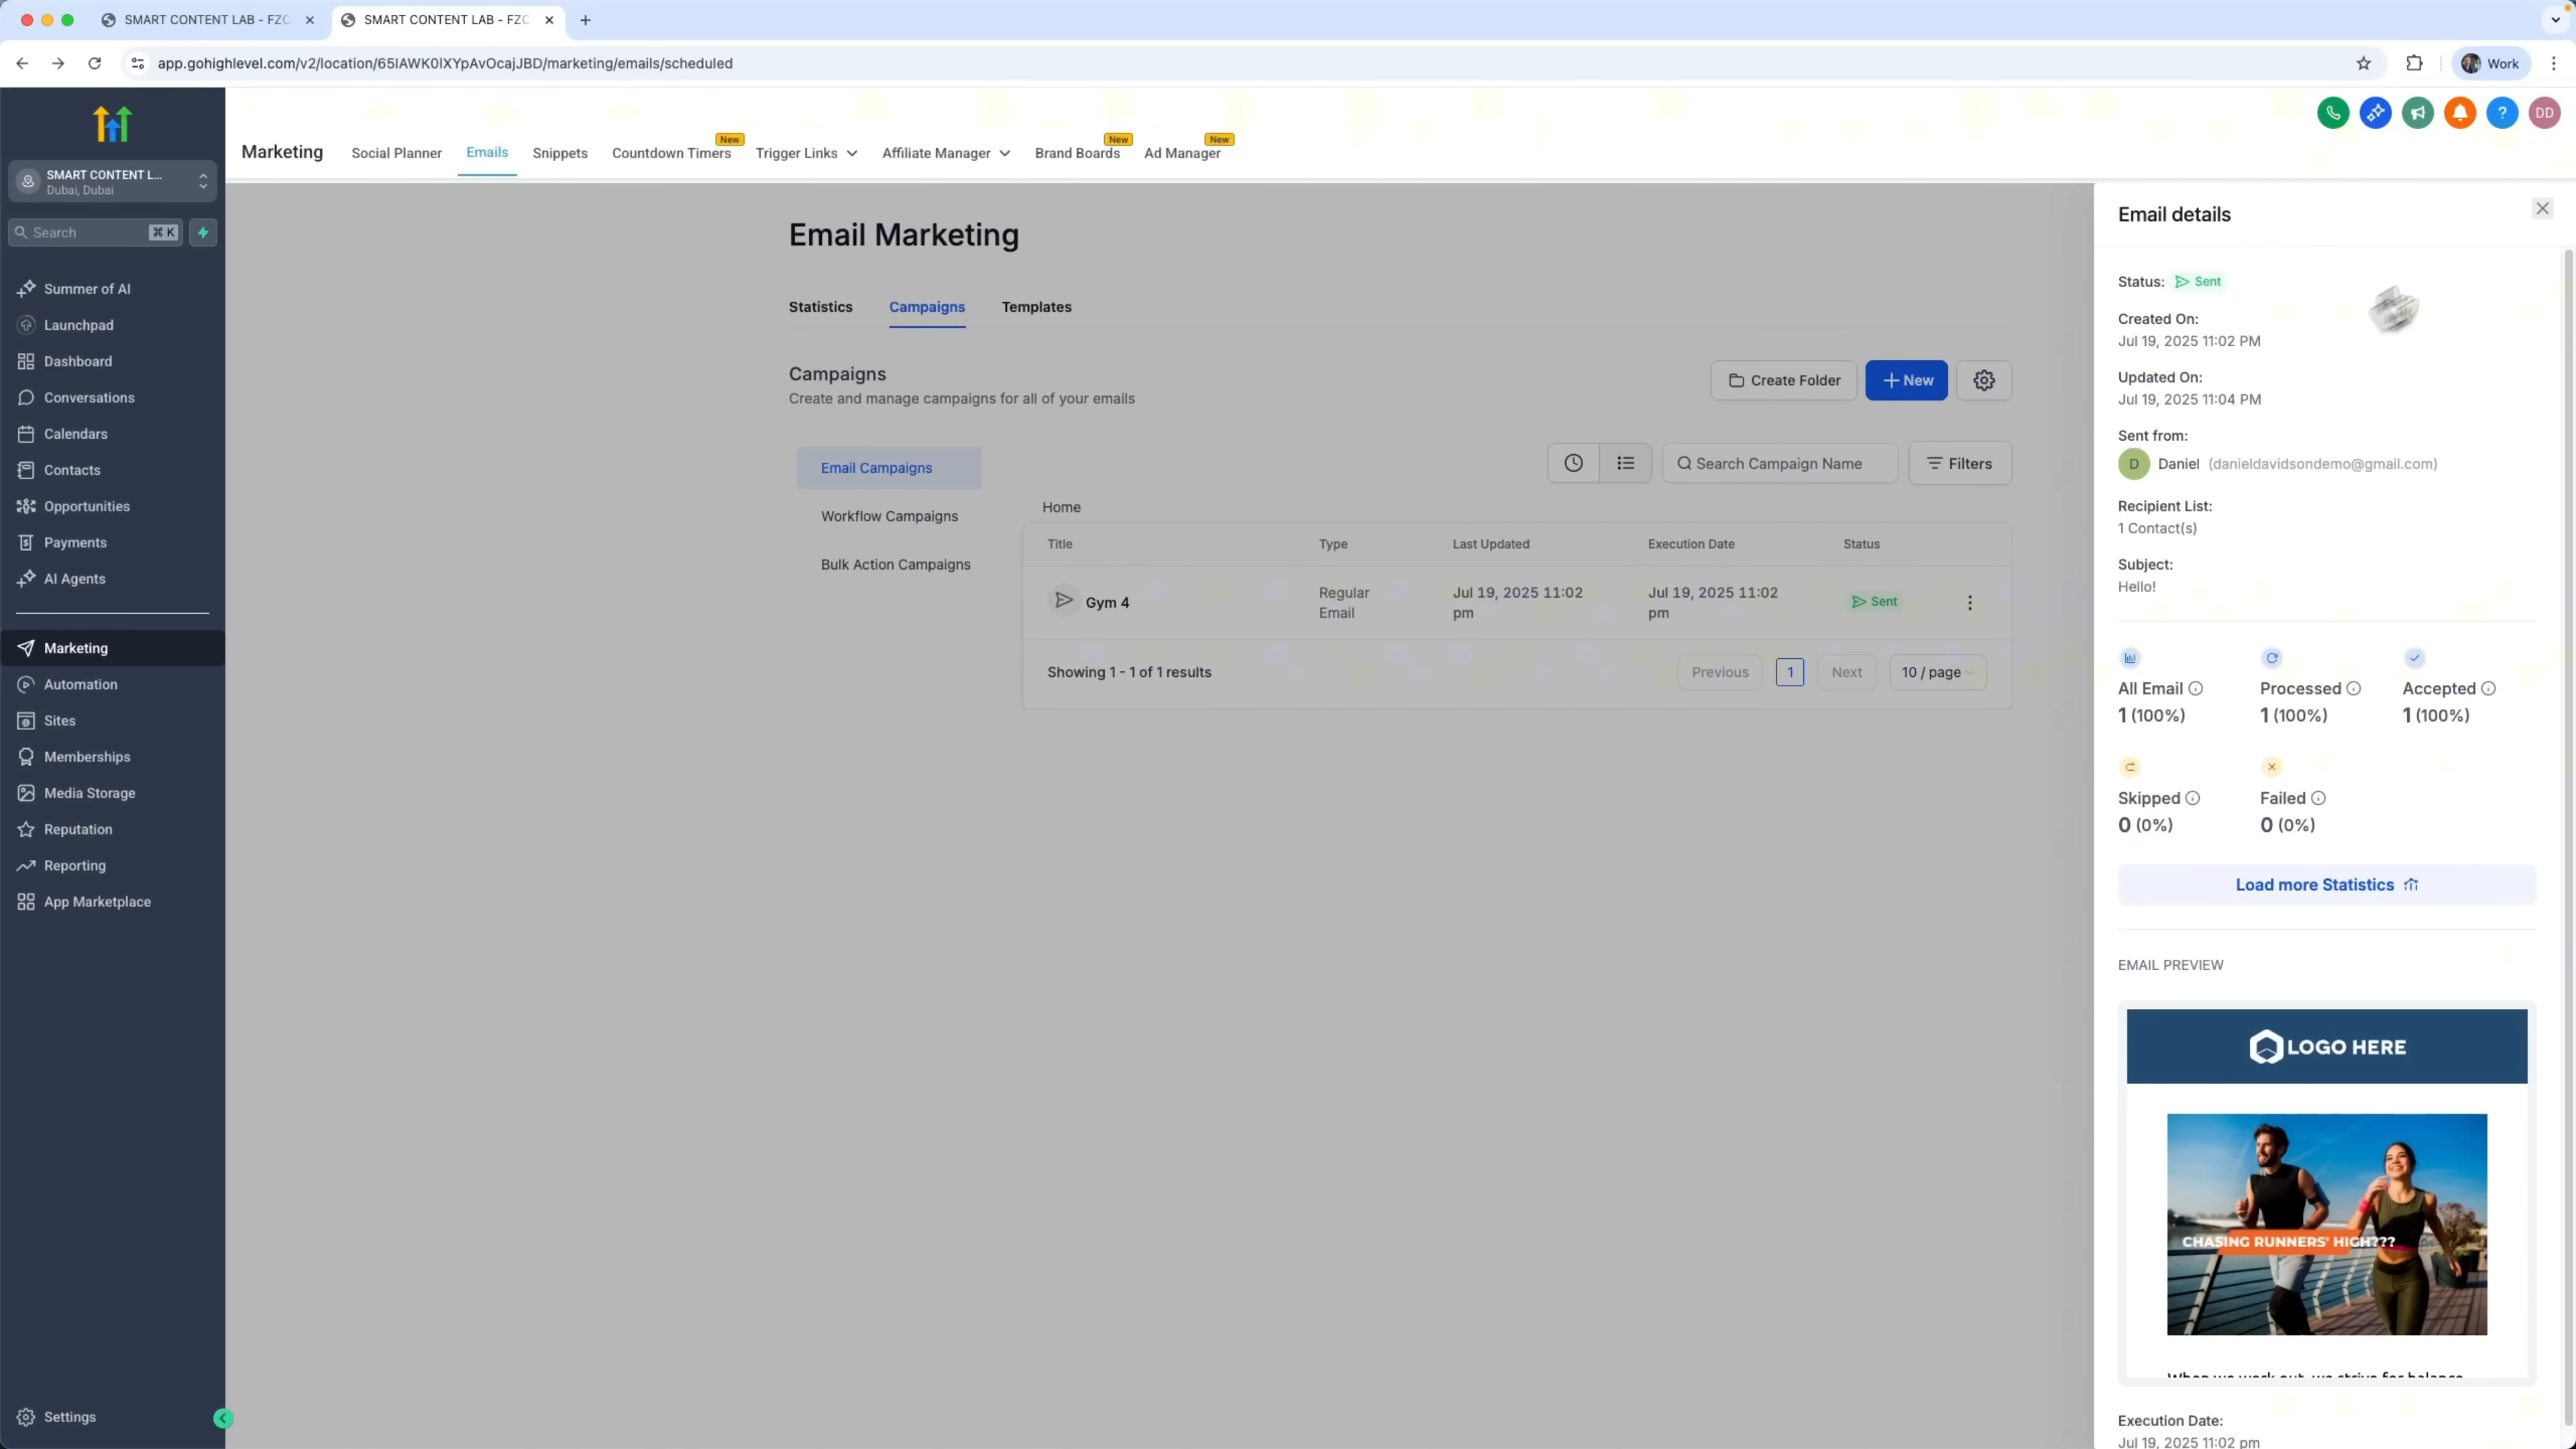 SMART CONTENT LAB - FZC
SMART CONTENT LAB - FZC
app.gohighlevel.com/v2/location/65IAWK0IXYpAvOcajJBD/marketing/emails/scheduled
Work
SMART CONTENT L...
Dubai, Dubai
Search ⌘ K
Summer of AI
Launchpad
Dashboard
Conversations
Calendars
Contacts
Opportunities
Payments
AI Agents
Marketing
Automation
Sites
Memberships
Media Storage
Reputation
Reporting
App Marketplace
Settings
Marketing
Social Planner
Emails
Snippets
Countdown Timers
New
Trigger Links
Affiliate Manager
Brand Boards
New
Ad Manager
New
?
DD
Email Marketing
Statistics
Campaigns
Templates
Campaigns
Create and manage campaigns for all of your emails
Create Folder
+ New
Email Campaigns
Workflow Campaigns
Bulk Action Campaigns
Search Campaign Name
Filters
Home
Title Type Last Updated Execution Date Status
Gym 4
Regular
Email
Jul 19, 2025 11:02
pm
Jul 19, 2025 11:02
pm
Sent
Showing 1 - 1 of 1 results
Previous
1
Next
10 / page
Email details
Status: Sent
Created On:
Jul 19, 2025 11:02 PM
Updated On:
Jul 19, 2025 11:04 PM
Sent from:
D Daniel (danieldavidsondemo@gmail.com)
Recipient List:
1 Contact(s)
Subject:
Hello!
All Email
1 (100%)
Processed
1 (100%)
Accepted
1 (100%)
Skipped
0 (0%)
Failed
0 (0%)
Load more Statistics
EMAIL PREVIEW
LOGO HERE
CHASING RUNNERS' HIGH???
When we work out, we strive for balance
Execution Date:
Jul 19, 2025 11:02 pm